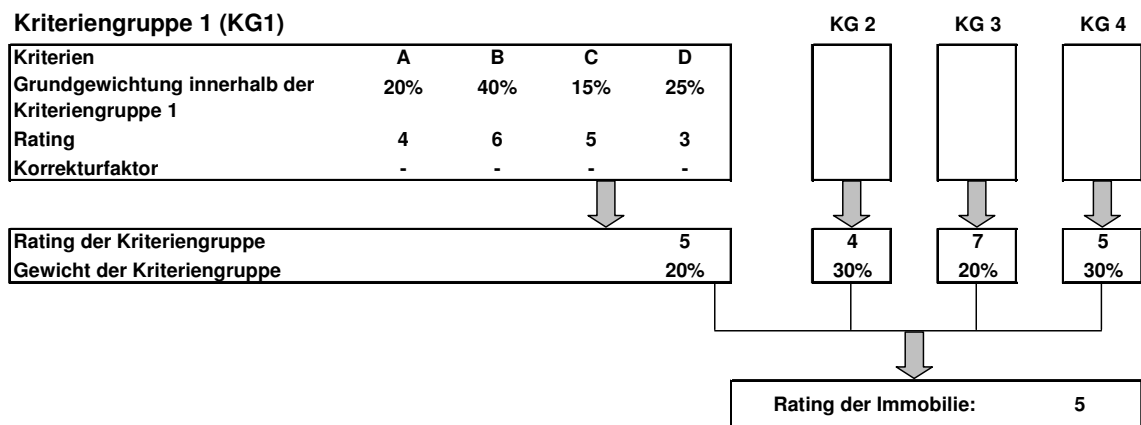 Kriteriengruppe 1 (KG1) KG 2 KG 3 KG 4
Kriterien A B C D
Grundgewichtung innerhalb der 20% 40% 15% 25%
Kriteriengruppe 1
Rating 4 6 5 3
Korrekturfaktor - - - -
Rating der Kriteriengruppe 5 4 7 5
Gewicht der Kriteriengruppe 20% 30% 20% 30%
Rating der Immobilie: 5